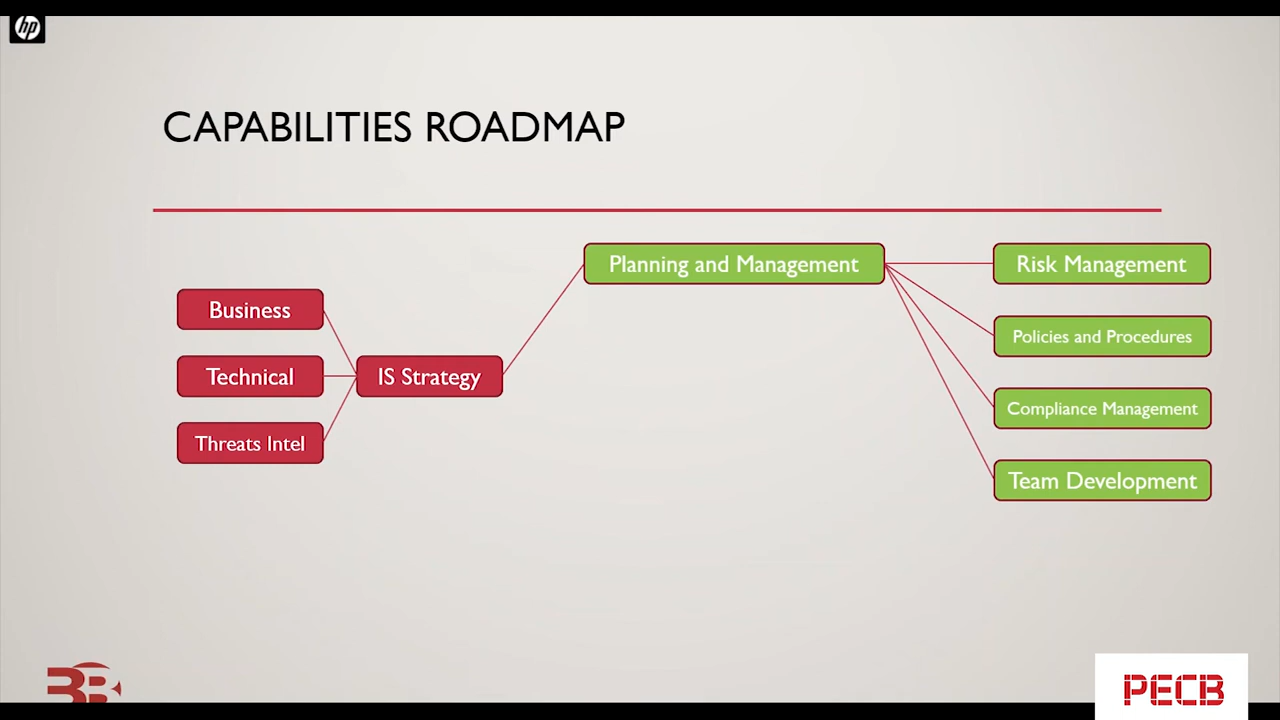 hp
CAPABILITIES ROADMAP
Planning and Management
Risk Management
Business
Policies and Procedures
Technical
IS Strategy
Compliance Management
Threats Intel
Team Development
PECB